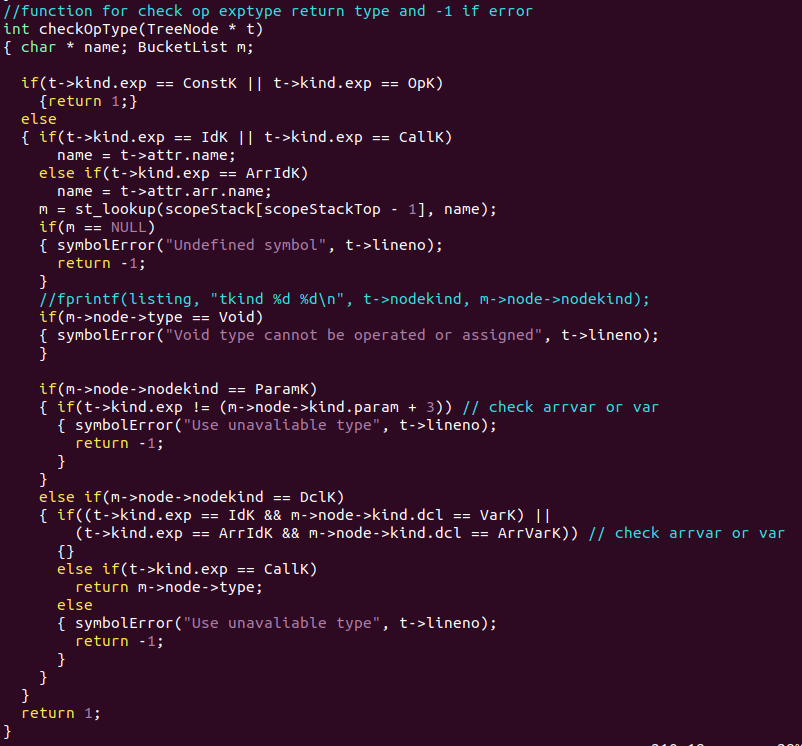 //function for check op exptype return type and -1 if error
int checkOpType(TreeNode * t)
{ char * name; BucketList m;

  if(t->kind.exp == ConstK || t->kind.exp == OpK)
    {return 1;}
  else
  { if(t->kind.exp == IdK || t->kind.exp == CallK)
      name = t->attr.name;
    else if(t->kind.exp == ArrIdK)
      name = t->attr.arr.name;
    m = st_lookup(scopeStack[scopeStackTop - 1], name);
    if(m == NULL)
    { symbolError("Undefined symbol", t->lineno);
      return -1;
    }
    //fprintf(listing, "tkind %d %d\n", t->nodekind, m->node->nodekind);
    if(m->node->type == Void)
    { symbolError("Void type cannot be operated or assigned", t->lineno);
    }

    if(m->node->nodekind == ParamK)
    { if(t->kind.exp != (m->node->kind.param + 3)) // check arrvar or var
      { symbolError("Use unavaliable type", t->lineno);
        return -1;
      }
    }
    else if(m->node->nodekind == DclK)
    { if((t->kind.exp == IdK && m->node->kind.dcl == VarK) ||
        (t->kind.exp == ArrIdK && m->node->kind.dcl == ArrVarK)) // check arrvar or var
      {}
      else if(t->kind.exp == CallK)
        return m->node->type;
      else
      { symbolError("Use unavaliable type", t->lineno);
        return -1;
      }
    }
  }
  return 1;
}